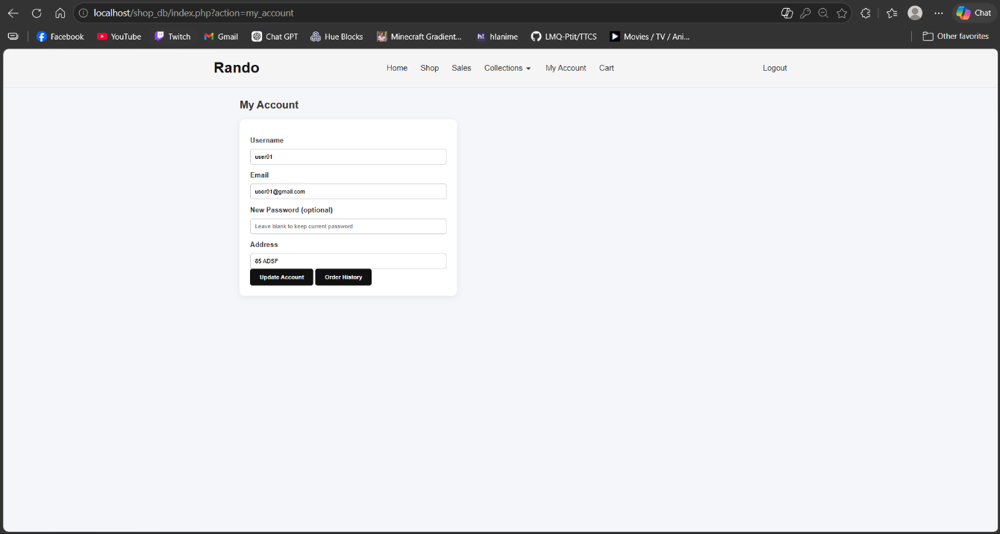 localhost/shop_db/index.php?action=my_account
Chat
Facebook YouTube Twitch Gmail Chat GPT Hue Blocks Minecraft Gradient... h! hlanime LMQ-Ptit/TTCS Movies / TV / Ani... Other favorites
Rando Home Shop Sales Collections My Account Cart Logout
My Account
Username
user01
Email
user01@gmail.com
New Password (optional)
Leave blank to keep current password
Address
85 ADSF
Update Account Order History